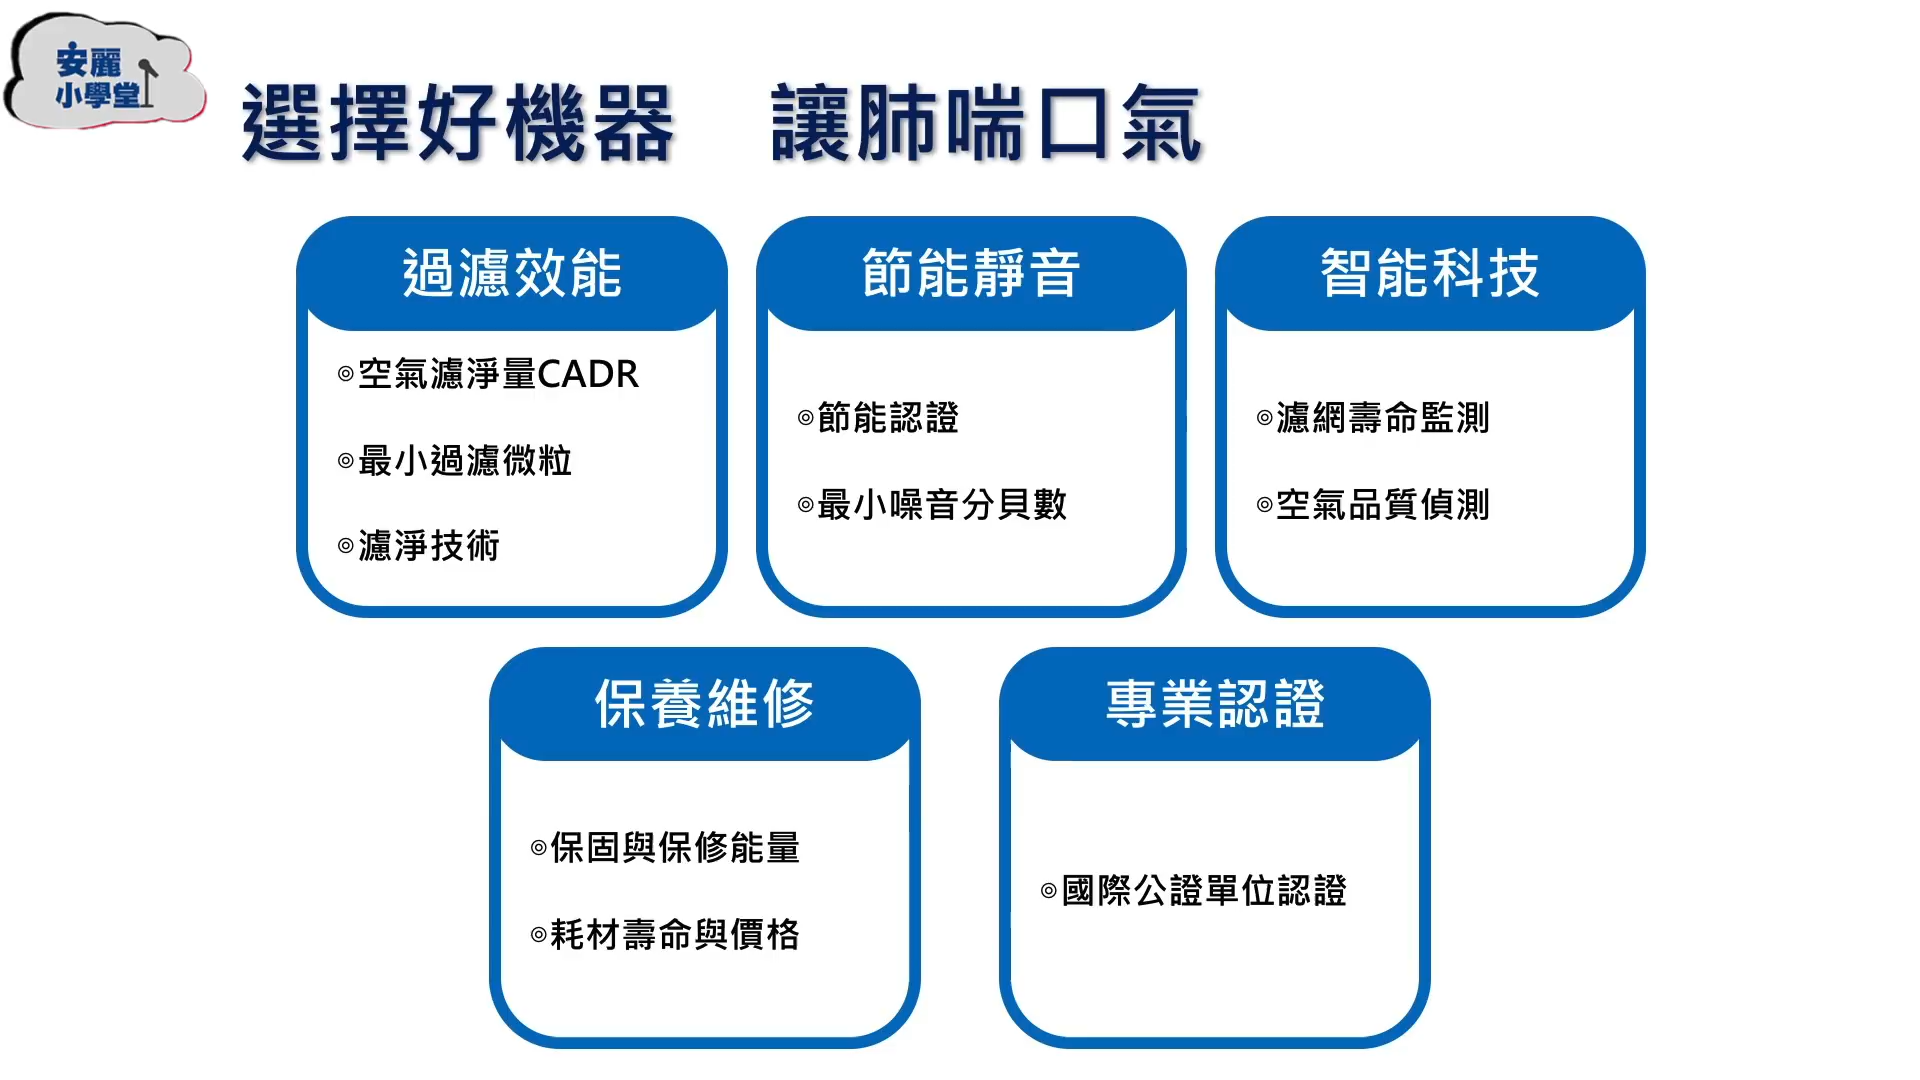 安麗
小學堂
選擇好機器 讓肺喘口氣
過濾效能
◎空氣濾淨量CADR
◎最小過濾微粒
◎濾淨技術
節能靜音
◎節能認證
◎最小噪音分貝數
智能科技
◎濾網壽命監測
◎空氣品質偵測
保養維修
◎保固與保修能量
◎耗材壽命與價格
專業認證
◎國際公證單位認證